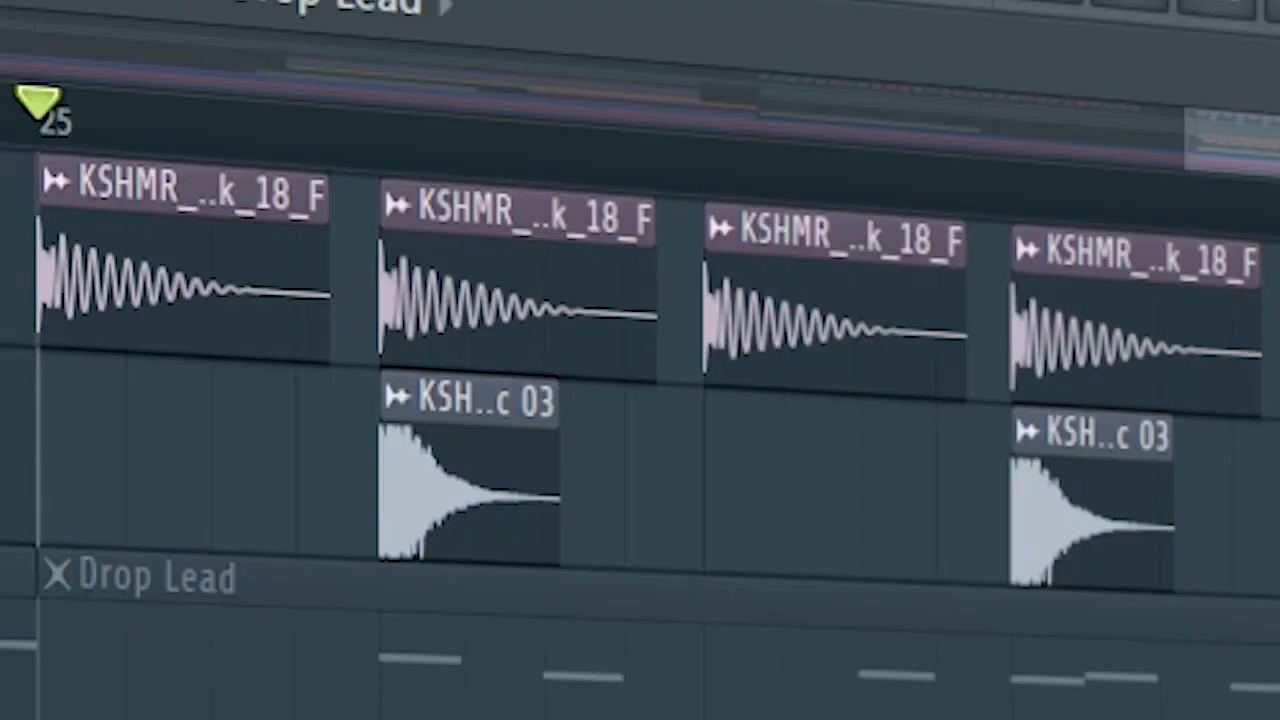 Lead
25
KSHMR_..k_18_F KSHMR_..k_18_F KSHMR_..k_18_F KSHMR_..k_18_F
KSH..c 03 KSH..c 03
Drop Lead